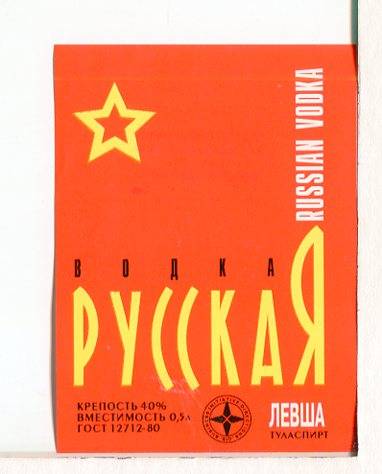 RUSSIAN VODKA
ВОДКА
РУССКАЯ
КРЕПОСТЬ 40%
ВМЕСТИМОСТЬ 0,5л
ГОСТ 12712-80
ЛЕВША
ТУЛАСПИРТ